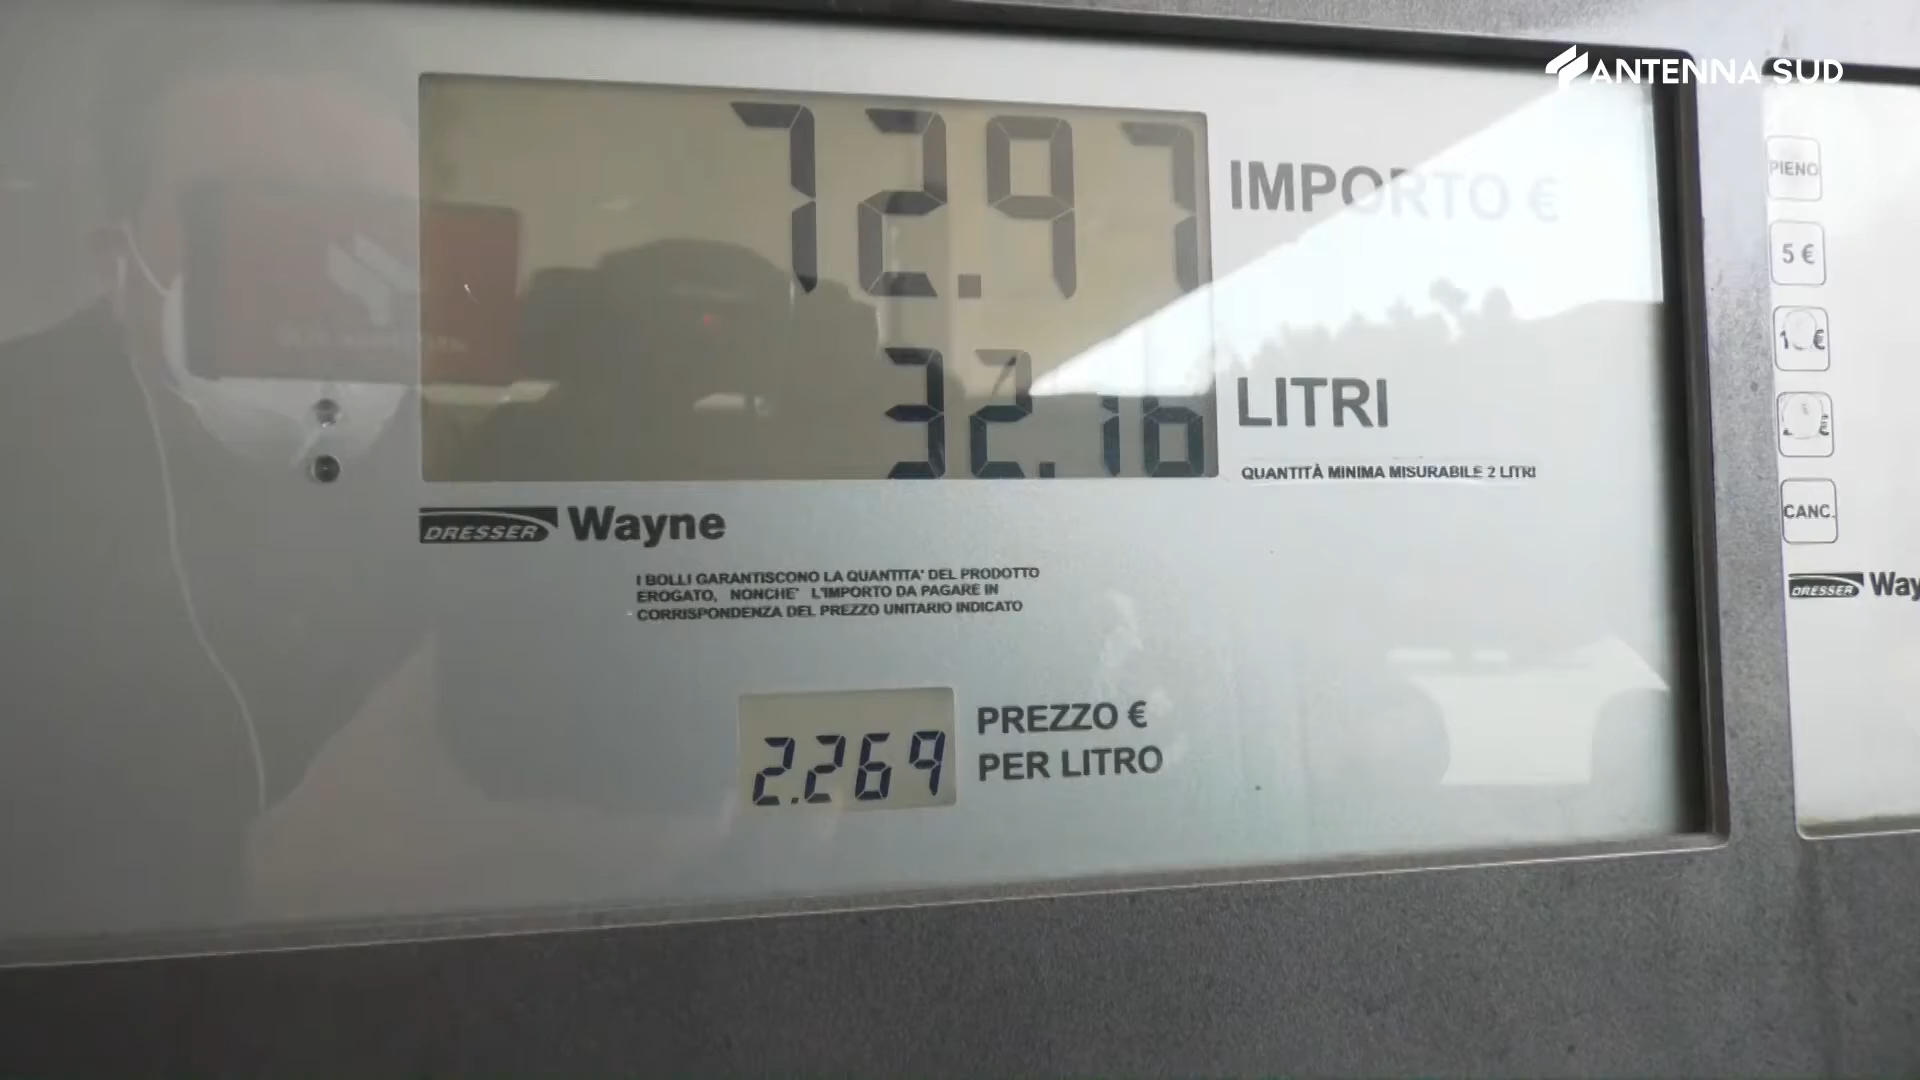 ANTENNA SUD
72.97
IMPORTO €
32.16
LITRI
QUANTITÀ MINIMA MISURABILE 2 LITRI
DRESSER Wayne
I BOLLI GARANTISCONO LA QUANTITA' DEL PRODOTTO
EROGATO, NONCHE' L'IMPORTO DA PAGARE IN
CORRISPONDENZA DEL PREZZO UNITARIO INDICATO
2.269
PREZZO €
PER LITRO
PIENO
5 €
CANC.
DRESSER